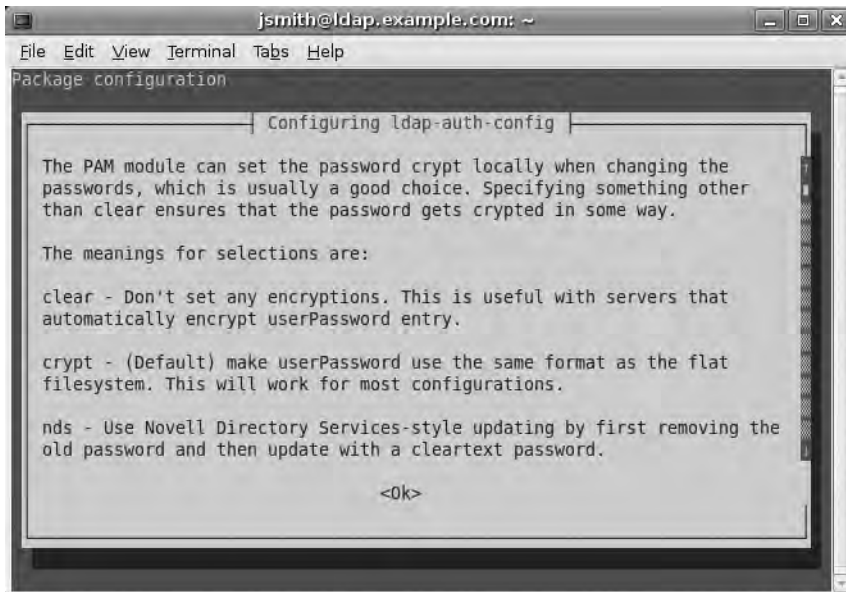 jsmith@ldap.example.com: ~
File Edit View Terminal Tabs Help
Package configuration
Configuring ldap-auth-config
The PAM module can set the password crypt locally when changing the
passwords, which is usually a good choice. Specifying something other
than clear ensures that the password gets crypted in some way.
The meanings for selections are:
clear - Don't set any encryptions. This is useful with servers that
automatically encrypt userPassword entry.
crypt - (Default) make userPassword use the same format as the flat
filesystem. This will work for most configurations.
nds - Use Novell Directory Services-style updating by first removing the
old password and then update with a cleartext password.
<Ok>